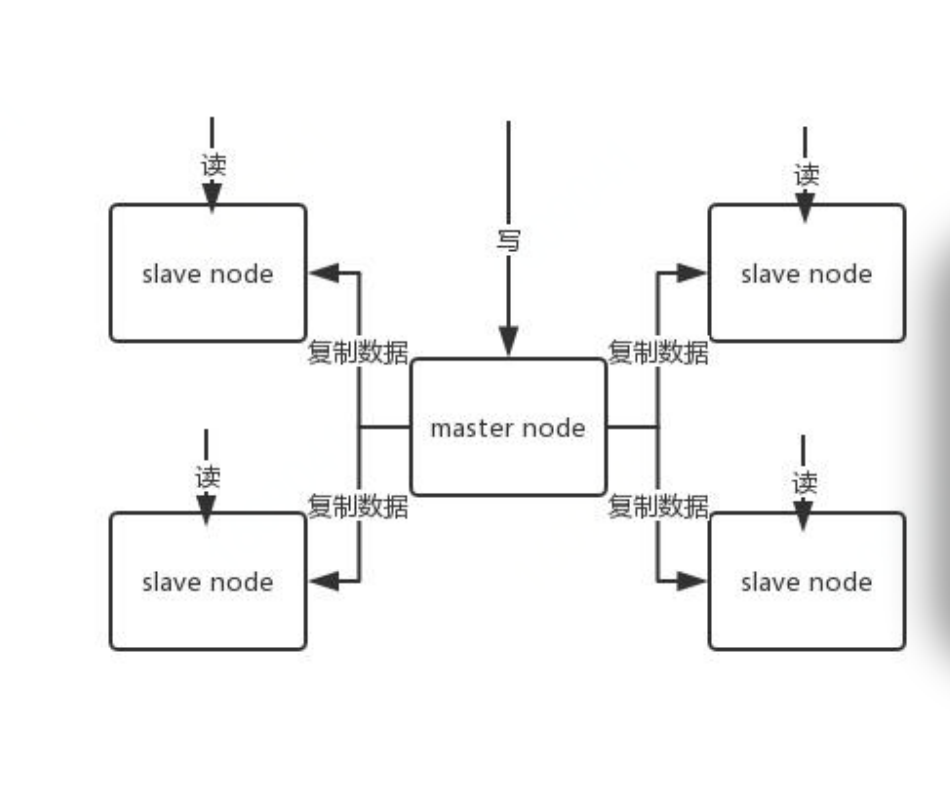 读
读
写
slave node
slave node
复制数据
复制数据
master node
读
读
复制数据
复制数据
slave node
slave node